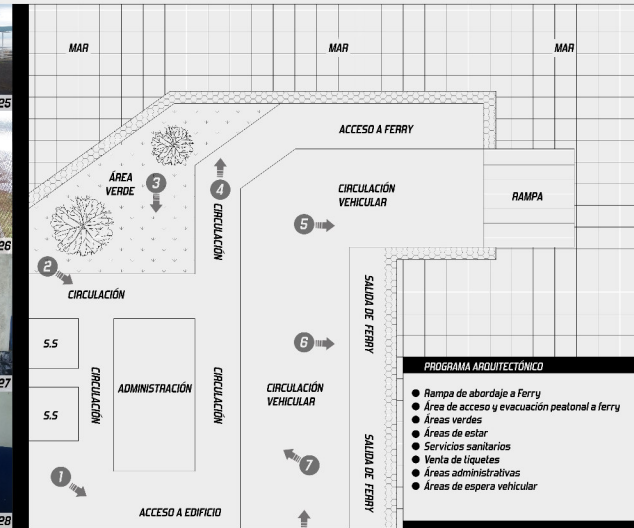 25
26
27
28
MAR
MAR
MAR
ACCESO A FERRY
ÁREA
VERDE
3
4
CIRCULACIÓN
CIRCULACIÓN
VEHICULAR
RAMPA
5
2
CIRCULACIÓN
SALIDA DE FERRY
6
S.S
S.S
CIRCULACIÓN
ADMINISTRACIÓN
CIRCULACIÓN
CIRCULACIÓN
VEHICULAR
SALIDA DE FERRY
7
1
ACCESO A EDIFICIO
PROGRAMA ARQUITECTÓNICO
● Rampa de abordaje a Ferry
● Área de acceso y evacuación peatonal a ferry
● Áreas verdes
● Áreas de estar
● Servicios sanitarios
● Venta de tiquetes
● Áreas administrativas
● Áreas de espera vehicular